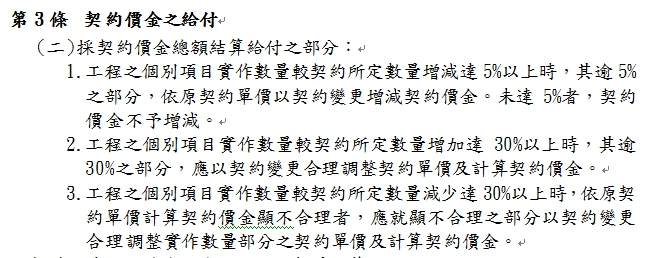 第3條 契約價金之給付
(二)採契約價金總額結算給付之部分：
1.工程之個別項目實作數量較契約所定數量增減達5%以上時，其逾5%
之部分，依原契約單價以契約變更增減契約價金。未達5%者，契約
價金不予增減。
2.工程之個別項目實作數量較契約所定數量增加達30%以上時，其逾
30%之部分，應以契約變更合理調整契約單價及計算契約價金。
3.工程之個別項目實作數量較契約所定數量減少達30%以上時，依原契
約單價計算契約價金顯不合理者，應就顯不合理之部分以契約變更
合理調整實作數量部分之契約單價及計算契約價金。